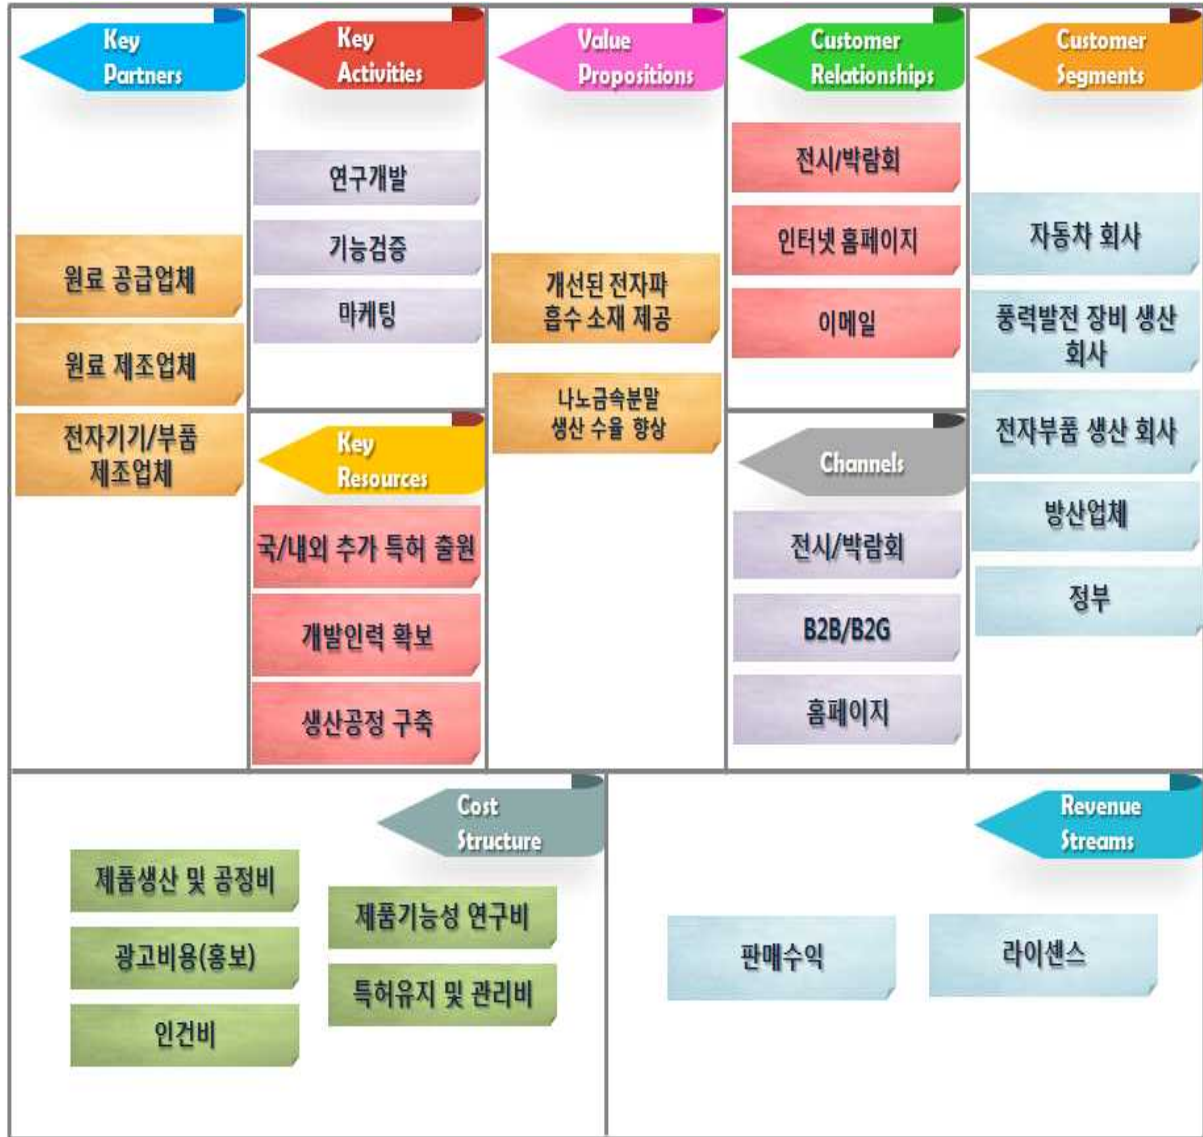 Key
Partners
원료 공급업체
원료 제조업체
전자기기/부품
제조업체
Key
Activities
연구개발
기능검증
마케팅
Key
Resources
국/내외 추가 특허 출원
개발인력 확보
생산공정 구축
Value
Propositions
개선된 전자파
흡수 소재 제공
나노금속분말
생산 수율 향상
Customer
Relationships
전시/박람회
인터넷 홈페이지
이메일
Channels
전시/박람회
B2B/B2G
홈페이지
Customer
Segments
자동차 회사
풍력발전 장비 생산
회사
전자부품 생산 회사
방산업체
정부
Cost
Structure
제품생산 및 공정비
광고비용(홍보)
인건비
제품기능성 연구비
특허유지 및 관리비
Revenue
Streams
판매수익
라이센스